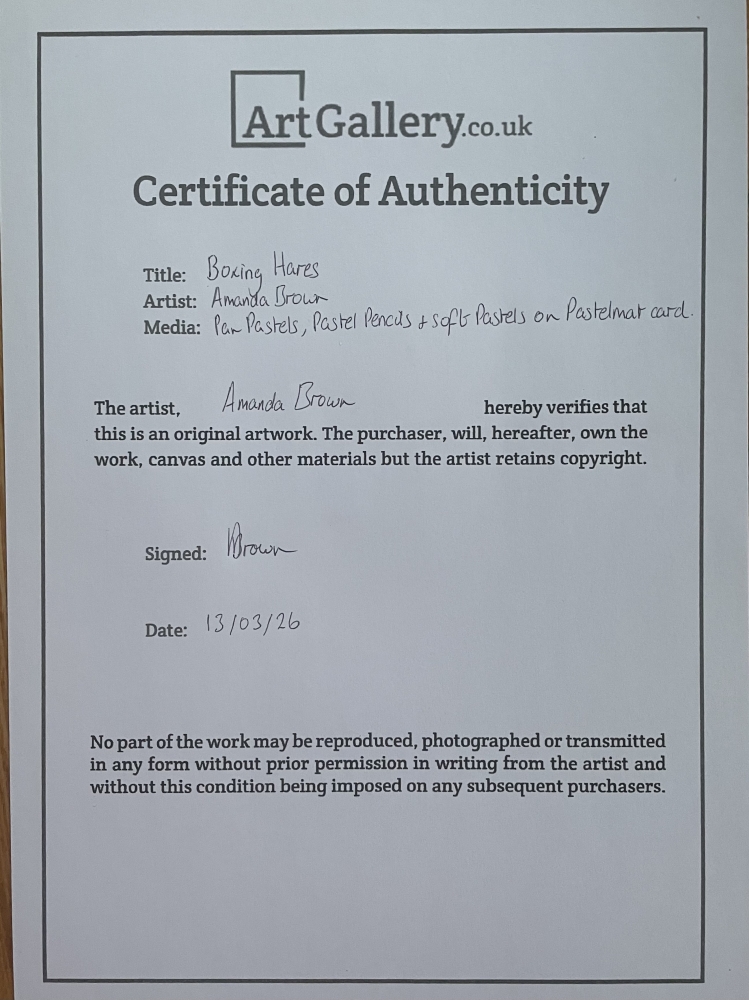 ArtGallery.co.uk
Certificate of Authenticity
Title: Boxing Hares
Artist: Amanda Brown
Media: Pan Pastels, Pastel Pencils + soft Pastels on Pastelmat card.
The artist, Amanda Brown hereby verifies that
this is an original artwork. The purchaser, will, hereafter, own the
work, canvas and other materials but the artist retains copyright.
Signed: ABrown
Date: 13/03/26
No part of the work may be reproduced, photographed or transmitted
in any form without prior permission in writing from the artist and
without this condition being imposed on any subsequent purchasers.